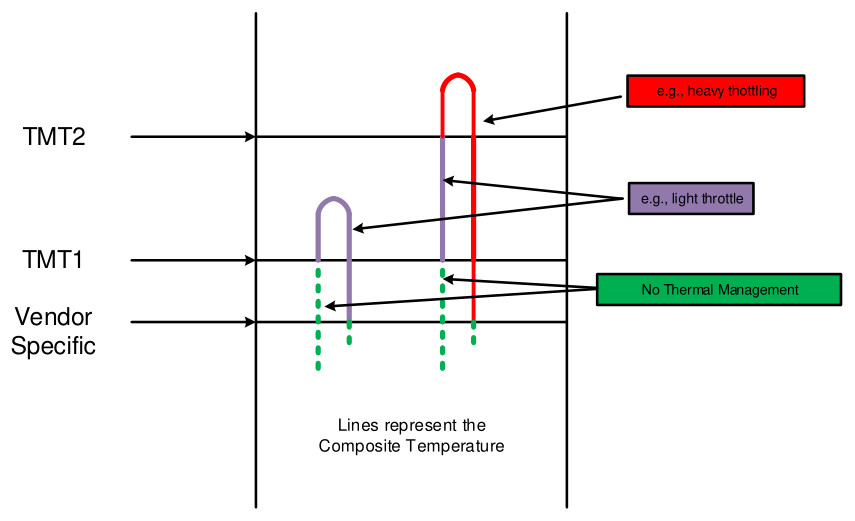 e.g., heavy thottling
TMT2
e.g., light throttle
TMT1
No Thermal Management
Vendor
Specific
Lines represent the
Composite Temperature